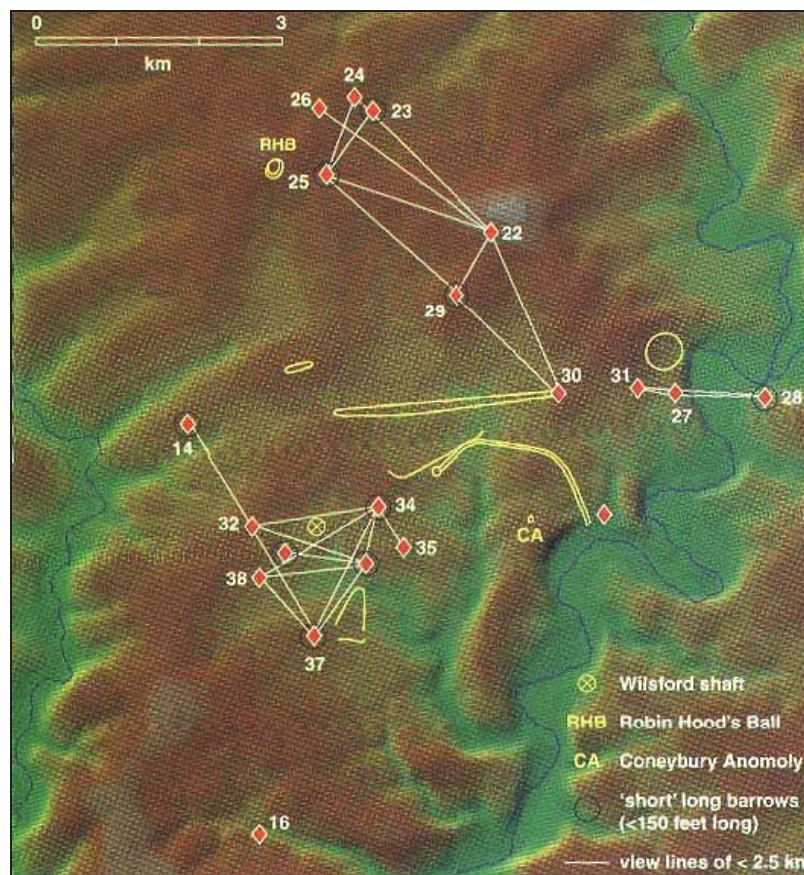 0 3
km
24
26
23
RHB
25
22
29
30
31
27
28
14
34
32
35
CA
38
37
Wilsford shaft
RHB Robin Hood's Ball
CA Coneybury Anomoly
'short' long barrows
(<150 feet long)
view lines of < 2.5 km
16